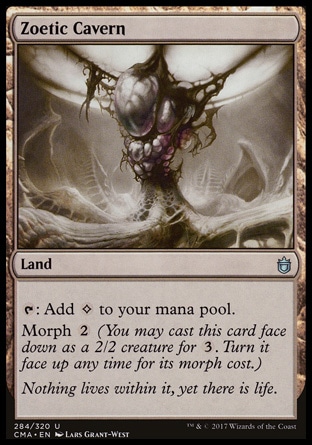 Zoetic Cavern
Land
: Add to your mana pool.
Morph 2 (You may cast this card face
down as a 2/2 creature for 3. Turn it
face up any time for its morph cost.)
Nothing lives within it, yet there is life.
284/320 U
CMA • EN Lars Grant-West
™ & © 2017 Wizards of the Coast